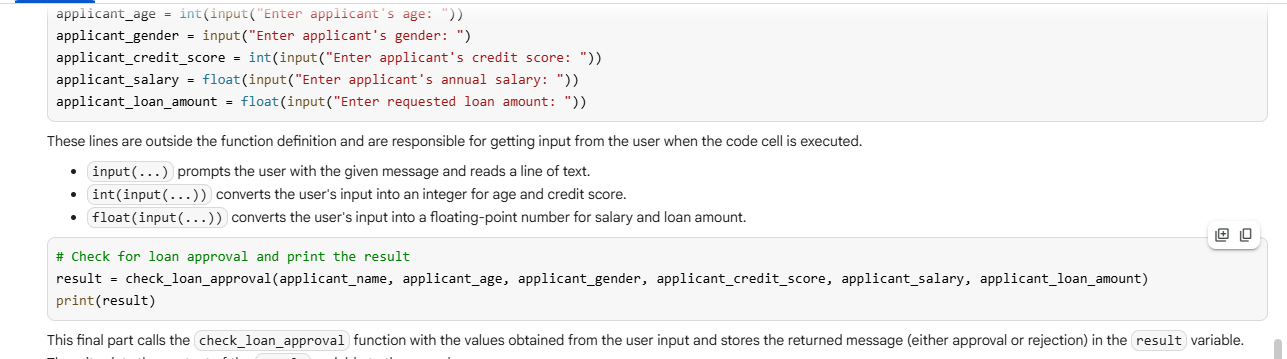 applicant_age = int(input("Enter applicant's age: "))
applicant_gender = input("Enter applicant's gender: ")
applicant_credit_score = int(input("Enter applicant's credit score: "))
applicant_salary = float(input("Enter applicant's annual salary: "))
applicant_loan_amount = float(input("Enter requested loan amount: "))
These lines are outside the function definition and are responsible for getting input from the user when the code cell is executed.
• input(...) prompts the user with the given message and reads a line of text.
• int(input(...)) converts the user's input into an integer for age and credit score.
• float(input(...)) converts the user's input into a floating-point number for salary and loan amount.
# Check for loan approval and print the result
result = check_loan_approval(applicant_name, applicant_age, applicant_gender, applicant_credit_score, applicant_salary, applicant_loan_amount)
print(result)
This final part calls the check_loan_approval function with the values obtained from the user input and stores the returned message (either approval or rejection) in the result variable.